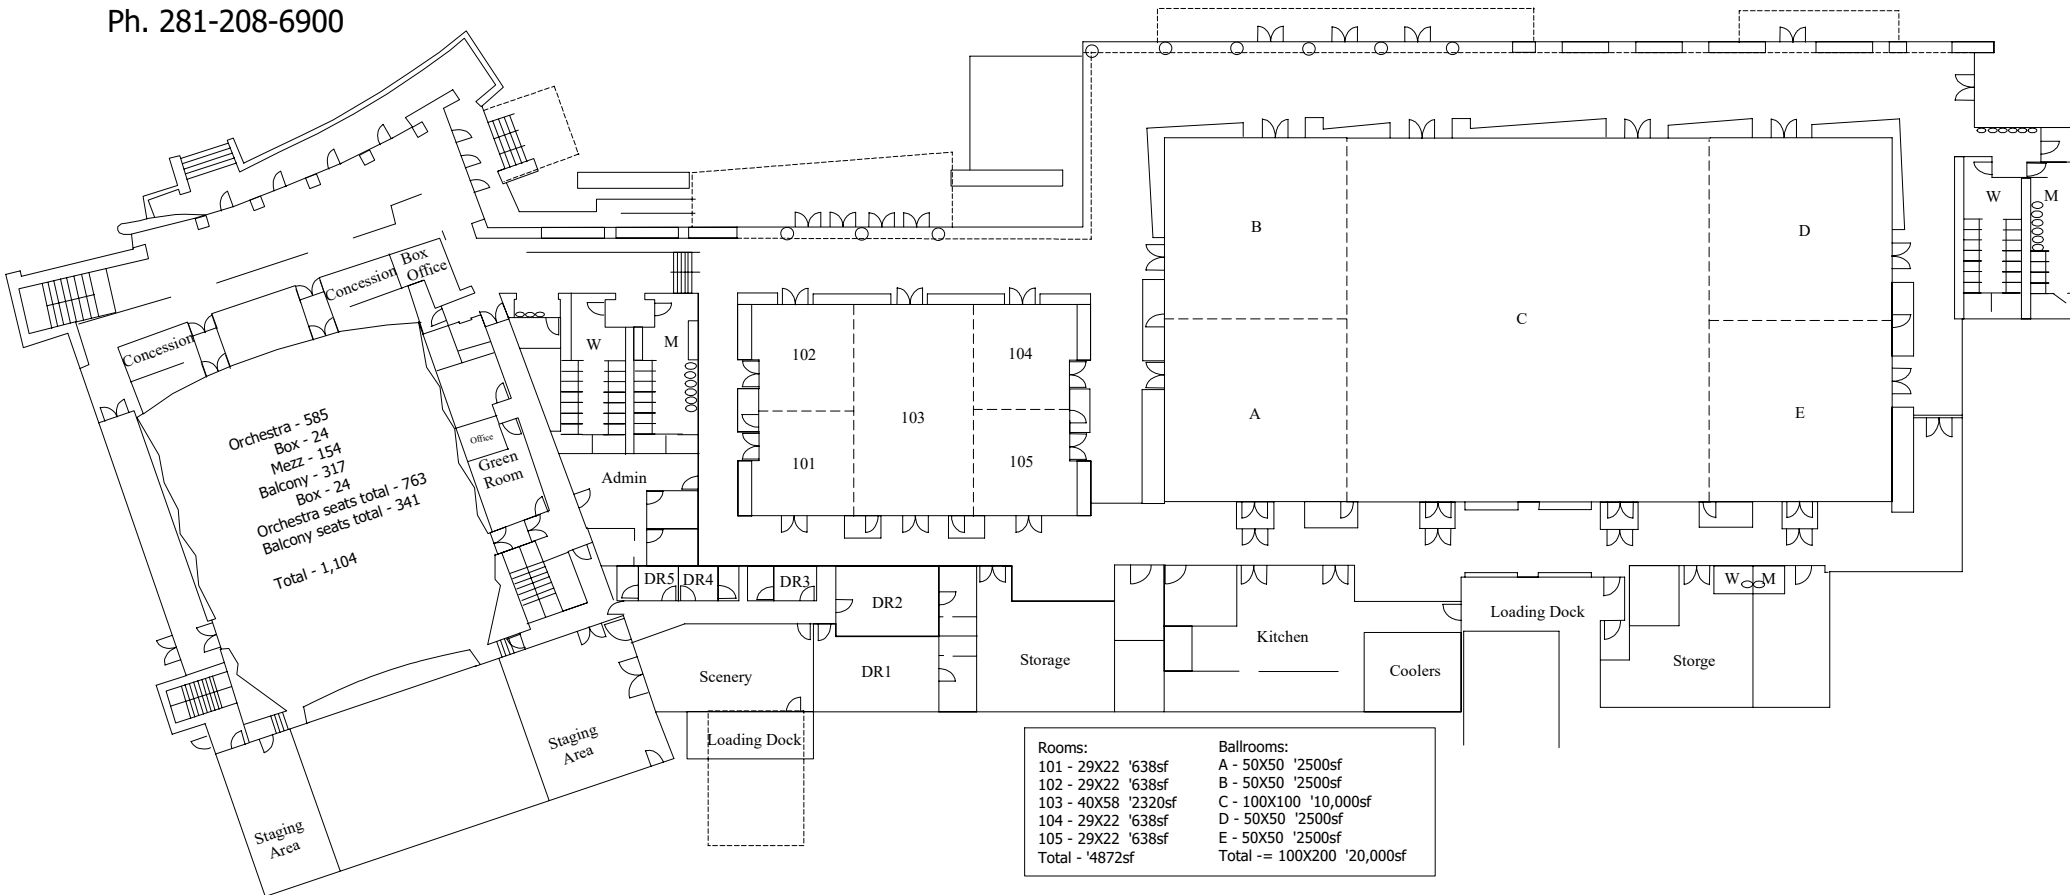 Ph. 281-208-6900
Box
Office
Concession
Concession
W
M
B
D
C
A
E
W
M
102
104
103
101
105
W
M
Orchestra - 585
Box - 24
Mezz - 154
Balcony - 317
Box - 24
Orchestra seats total - 763
Balcony seats total - 341
Total - 1,104
Office
Green
Room
Admin
DR5
DR4
DR3
DR2
DR1
Scenery
Storage
Kitchen
Coolers
Loading Dock
W
M
Storge
Staging
Area
Loading Dock
Staging
Area
Rooms:
101 - 29X22 '638sf
102 - 29X22 '638sf
103 - 40X58 '2320sf
104 - 29X22 '638sf
105 - 29X22 '638sf
Total - '4872sf
Ballrooms:
A - 50X50 '2500sf
B - 50X50 '2500sf
C - 100X100 '10,000sf
D - 50X50 '2500sf
E - 50X50 '2500sf
Total -= 100X200 '20,000sf